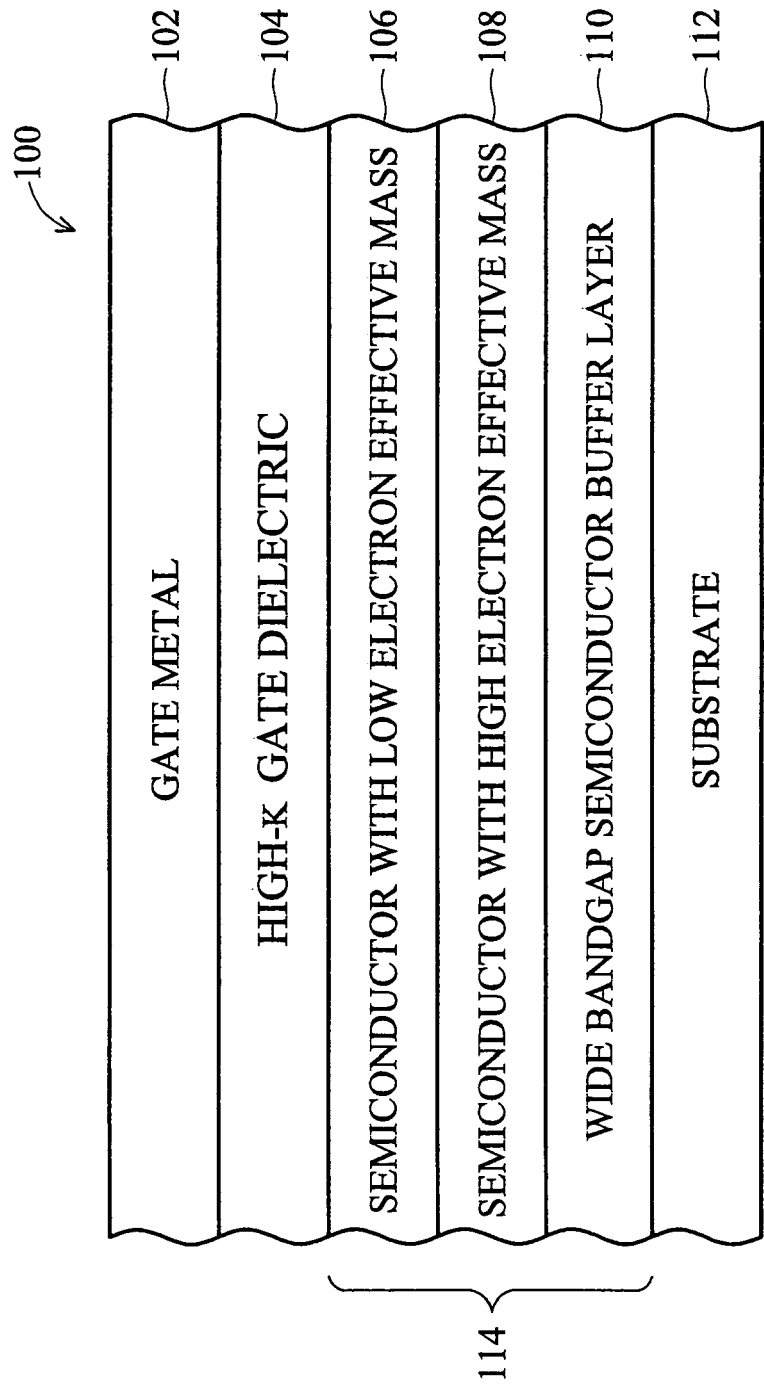 100
GATE METAL
102
HIGH-κ GATE DIELECTRIC
104
SEMICONDUCTOR WITH LOW ELECTRON EFFECTIVE MASS
106
SEMICONDUCTOR WITH HIGH ELECTRON EFFECTIVE MASS
108
WIDE BANDGAP SEMICONDUCTOR BUFFER LAYER
110
SUBSTRATE
112
114